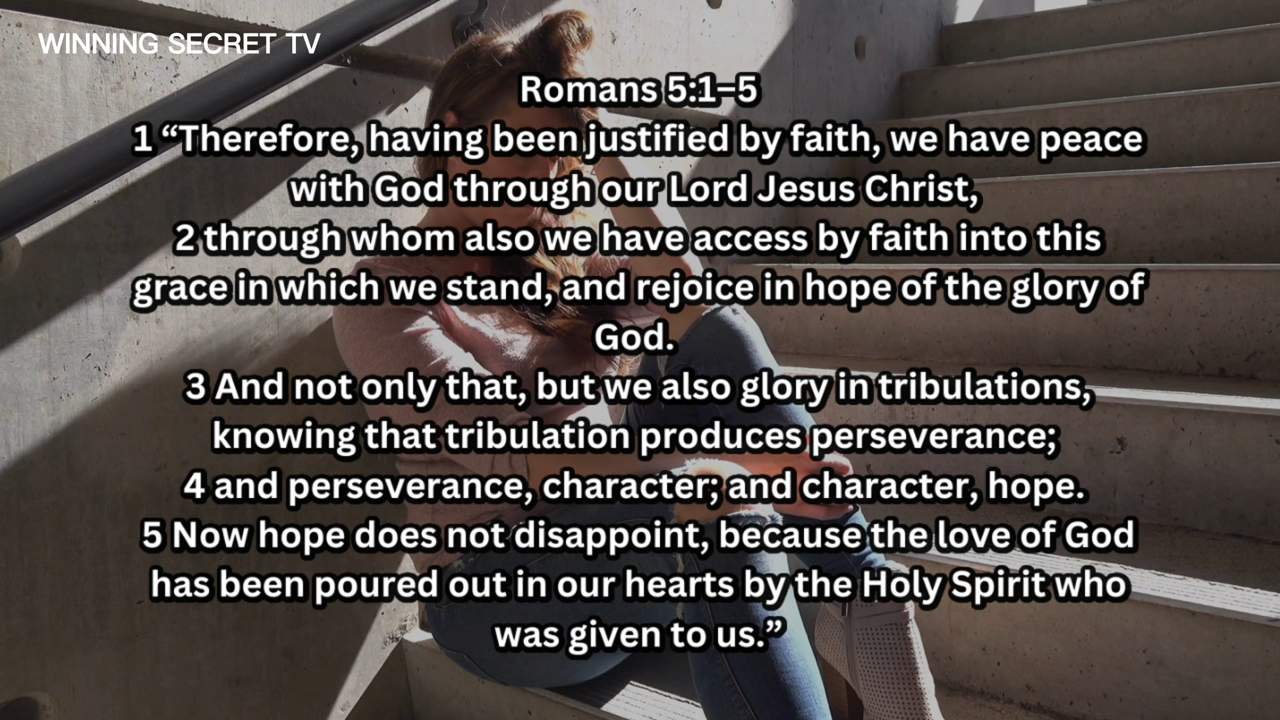 WINNING SECRET TV
Romans 5:1–5
1 “Therefore, having been justified by faith, we have peace
with God through our Lord Jesus Christ,
2 through whom also we have access by faith into this
grace in which we stand, and rejoice in hope of the glory of
God.
3 And not only that, but we also glory in tribulations,
knowing that tribulation produces perseverance;
4 and perseverance, character; and character, hope.
5 Now hope does not disappoint, because the love of God
has been poured out in our hearts by the Holy Spirit who
was given to us.”